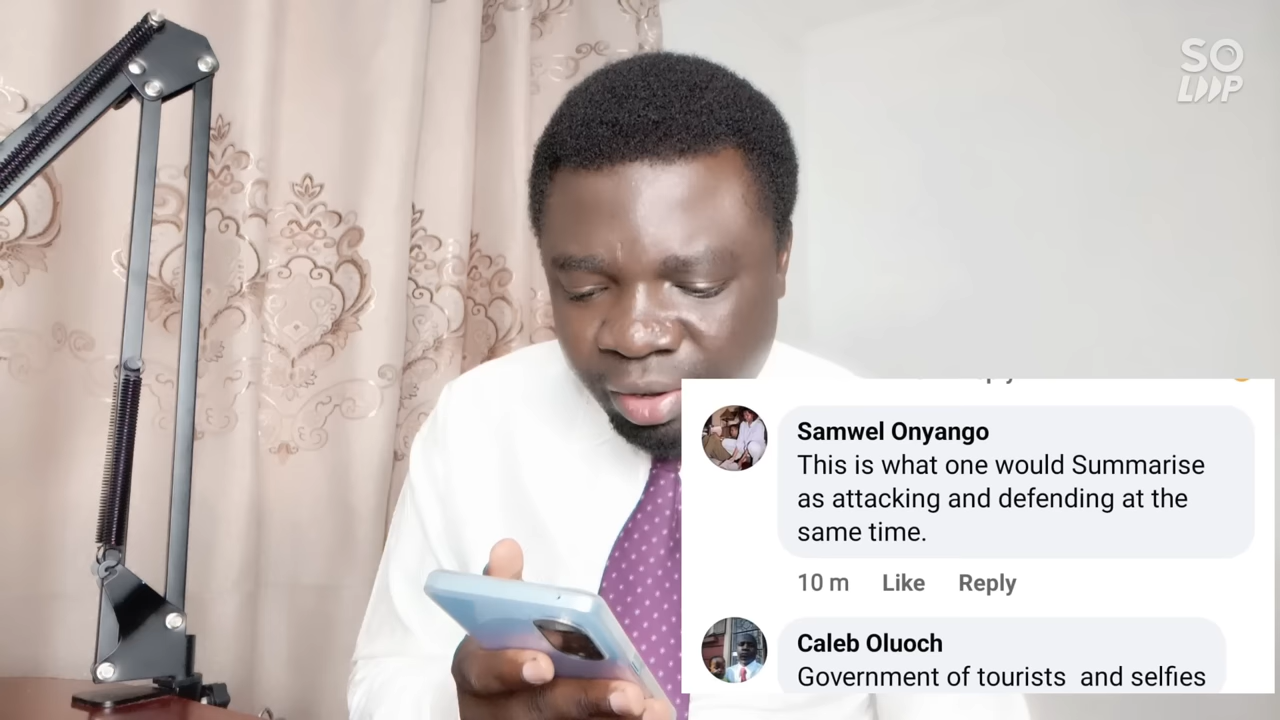 SO
LOOP
Samwel Onyango
This is what one would Summarise
as attacking and defending at the
same time.
10 m Like Reply
Caleb Oluoch
Government of tourists and selfies